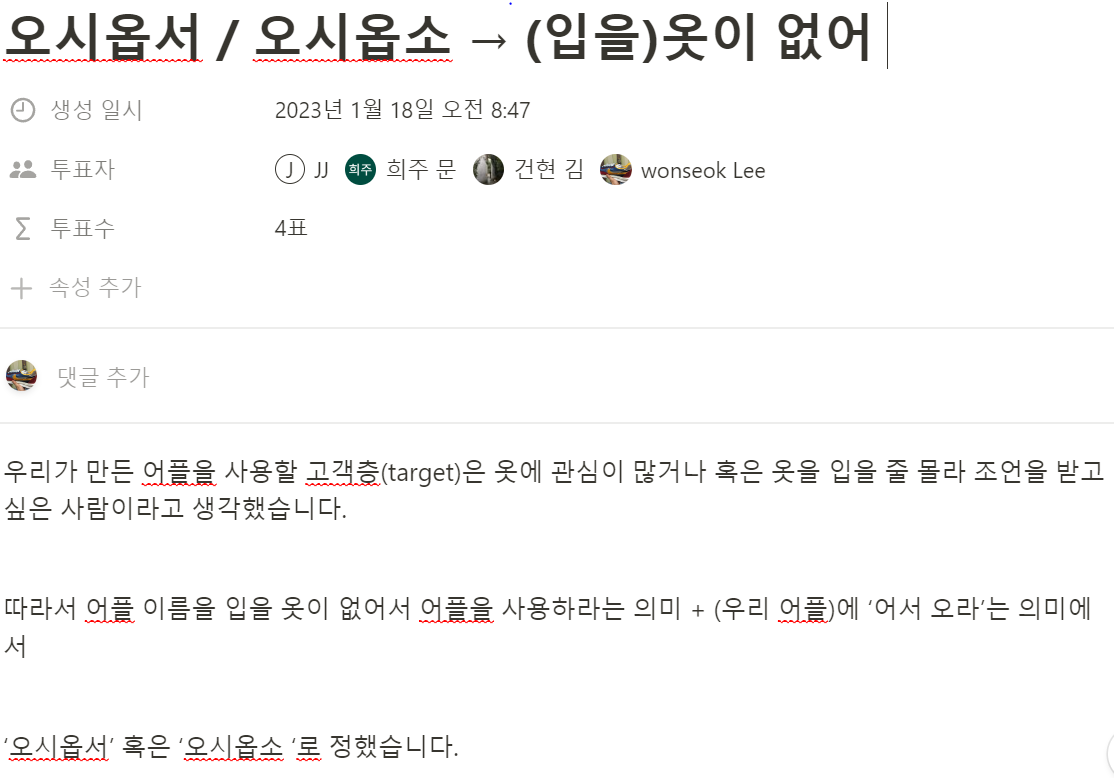 오시옵서 / 오시옵소 → (입을)옷이 없어
생성 일시 2023년 1월 18일 오전 8:47
투표자 J JJ 희주 희주 문 건현 김 wonseok Lee
투표수 4표
속성 추가
댓글 추가
우리가 만든 어플을 사용할 고객층(target)은 옷에 관심이 많거나 혹은 옷을 입을 줄 몰라 조언을 받고
싶은 사람이라고 생각했습니다.
따라서 어플 이름을 입을 옷이 없어서 어플을 사용하라는 의미 + (우리 어플)에 ‘어서 오라’는 의미에
서
‘오시옵서’ 혹은 ‘오시옵소 ‘로 정했습니다.